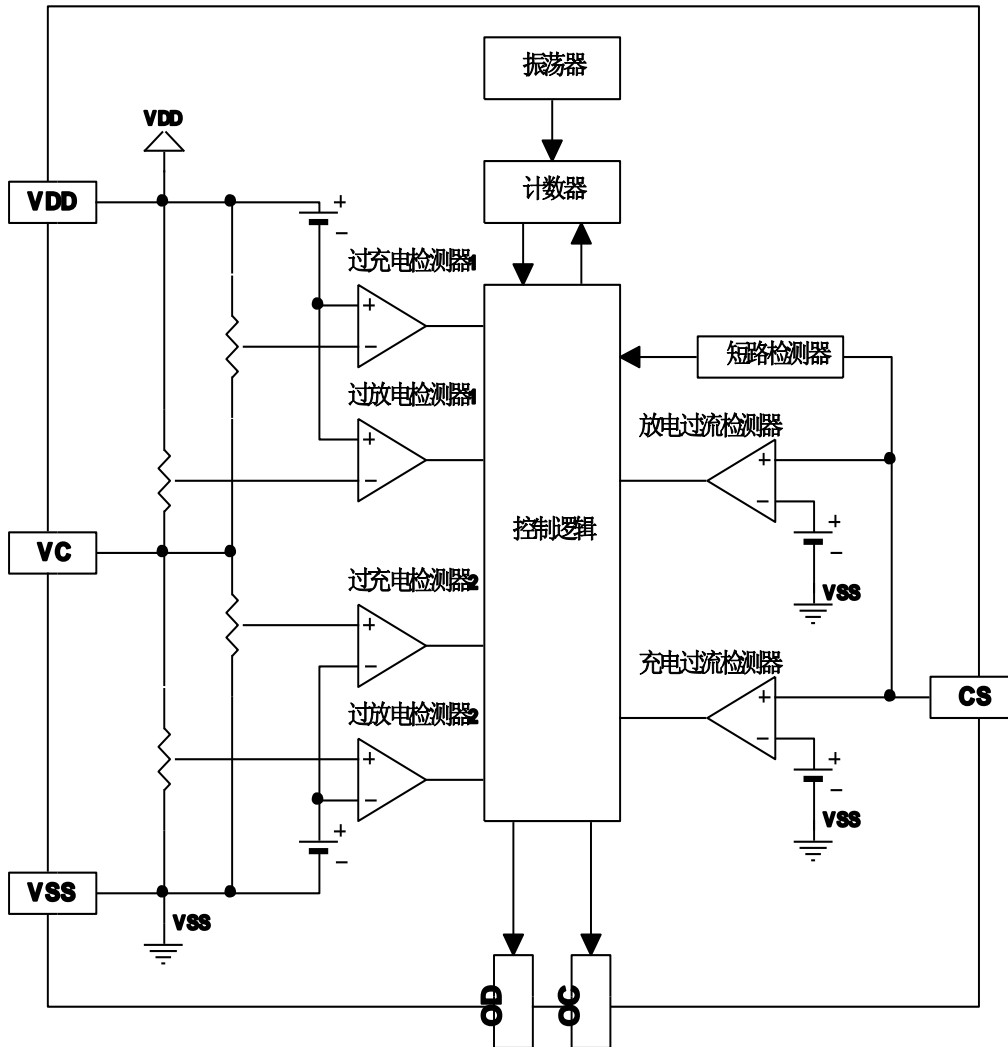 振荡器
VDD
计数器
VDD
+
−
过充电检测器1
+
−
短路检测器
过放电检测器1
放电过流检测器
+
−
+
−
+
−
控制逻辑
VC
过充电检测器2
VSS
+
−
充电过流检测器
CS
+
−
过放电检测器2
+
−
+
−
VSS
+
−
VSS
VSS
OD
OC